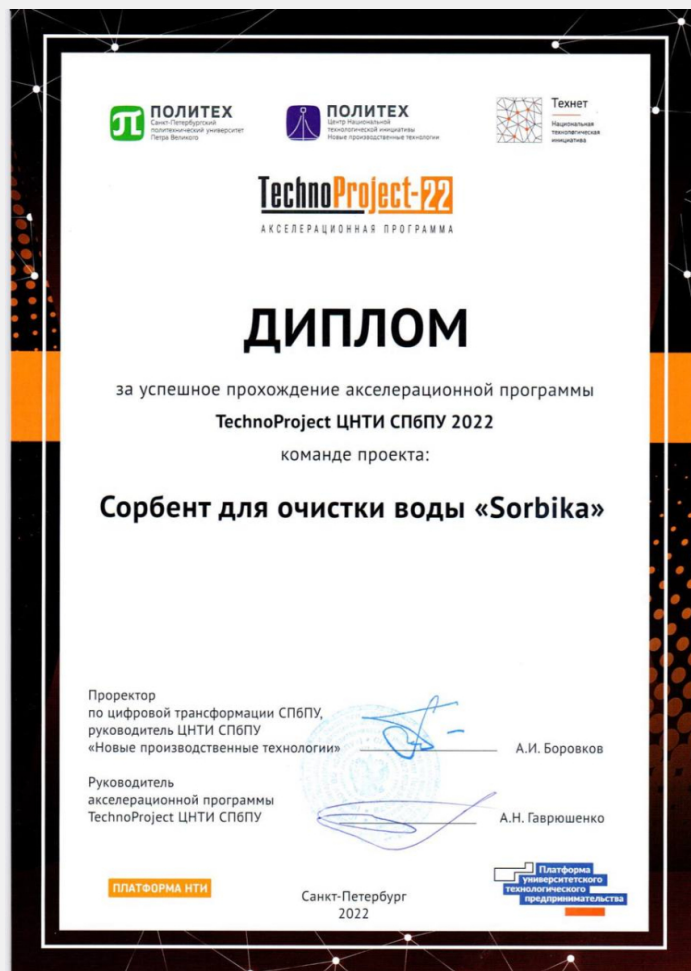 ПОЛИТЕХ
Санкт-Петербургский
политехнический университет
Петра Великого
ПОЛИТЕХ
Центр Национальной
технологической инициативы
Новые производственные технологии
Технет
Национальная
технологическая
инициатива
TechnoProject-22
АКСЕЛЕРАЦИОННАЯ ПРОГРАММА
ДИПЛОМ
за успешное прохождение акселерационной программы
TechnoProject ЦНТИ СПбПУ 2022
команде проекта:
Сорбент для очистки воды «Sorbika»
Проректор
по цифровой трансформации СПбПУ,
руководитель ЦНТИ СПбПУ
«Новые производственные технологии»
А.И. Боровков
Руководитель
акселерационной программы
TechnoProject ЦНТИ СПбПУ
А.Н. Гаврюшенко
ПЛАТФОРМА НТИ
Санкт-Петербург
2022
Платформа
университетского
технологического
предпринимательства